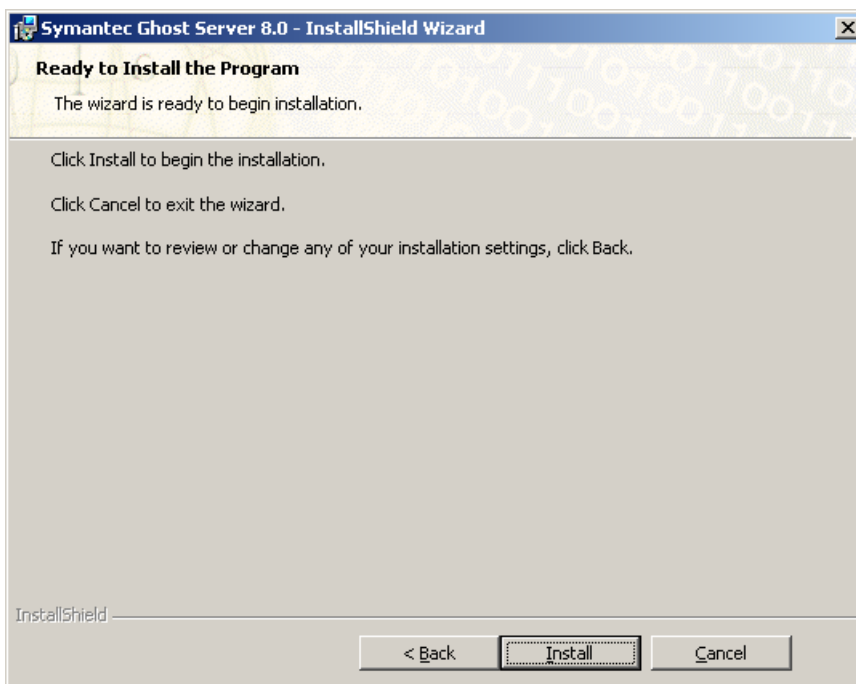 Symantec Ghost Server 8.0 - InstallShield Wizard
Ready to Install the Program
The wizard is ready to begin installation.
Click Install to begin the installation.
Click Cancel to exit the wizard.
If you want to review or change any of your installation settings, click Back.
InstallShield
< Back
Install
Cancel